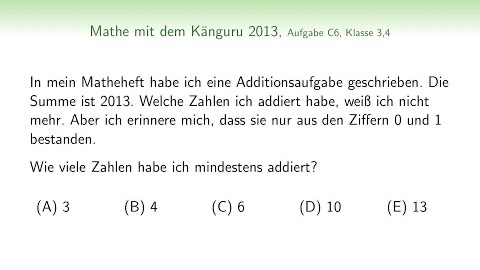 Mathe mit dem Känguru 2013, Aufgabe C6, Klasse 3,4
In mein Matheheft habe ich eine Additionsaufgabe geschrieben. Die
Summe ist 2013. Welche Zahlen ich addiert habe, weiß ich nicht
mehr. Aber ich erinnere mich, dass sie nur aus den Ziffern 0 und 1
bestanden.
Wie viele Zahlen habe ich mindestens addiert?
(A) 3 (B) 4 (C) 6 (D) 10 (E) 13